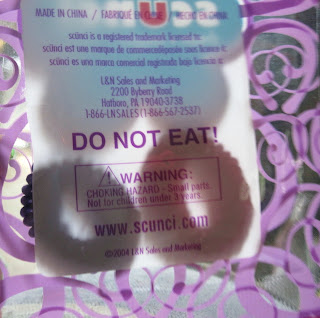 MADE IN CHINA / FABRIQUÉ EN CHINE / HECHO EN CHINA
scünci is a registered trademark licensed to:
scünci est une marque de commercedéposée sous licence à:
scünci es una marca comercial registrada bajo licencia a:
L&N Sales and Marketing
2200 Byberry Road
Hatboro, PA 19040-3738
1-866-LNSALES (1-866-567-2537)
DO NOT EAT!
WARNING:
CHOKING HAZARD - Small parts.
Not for children under 3 years.
www.scunci.com
©2004 L&N Sales and Marketing